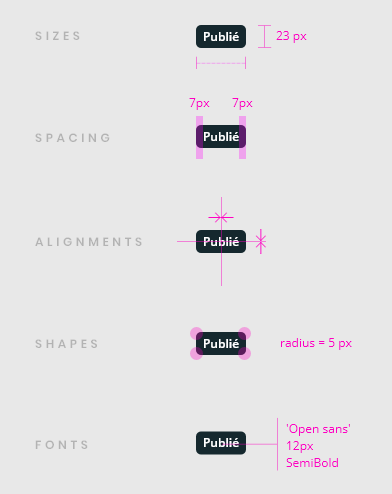 SIZES
Publié
23 px
7px 7px
SPACING
Publié
ALIGNMENTS
Publié
SHAPES
Publié
radius = 5 px
FONTS
Publié
'Open sans'
12px
SemiBold